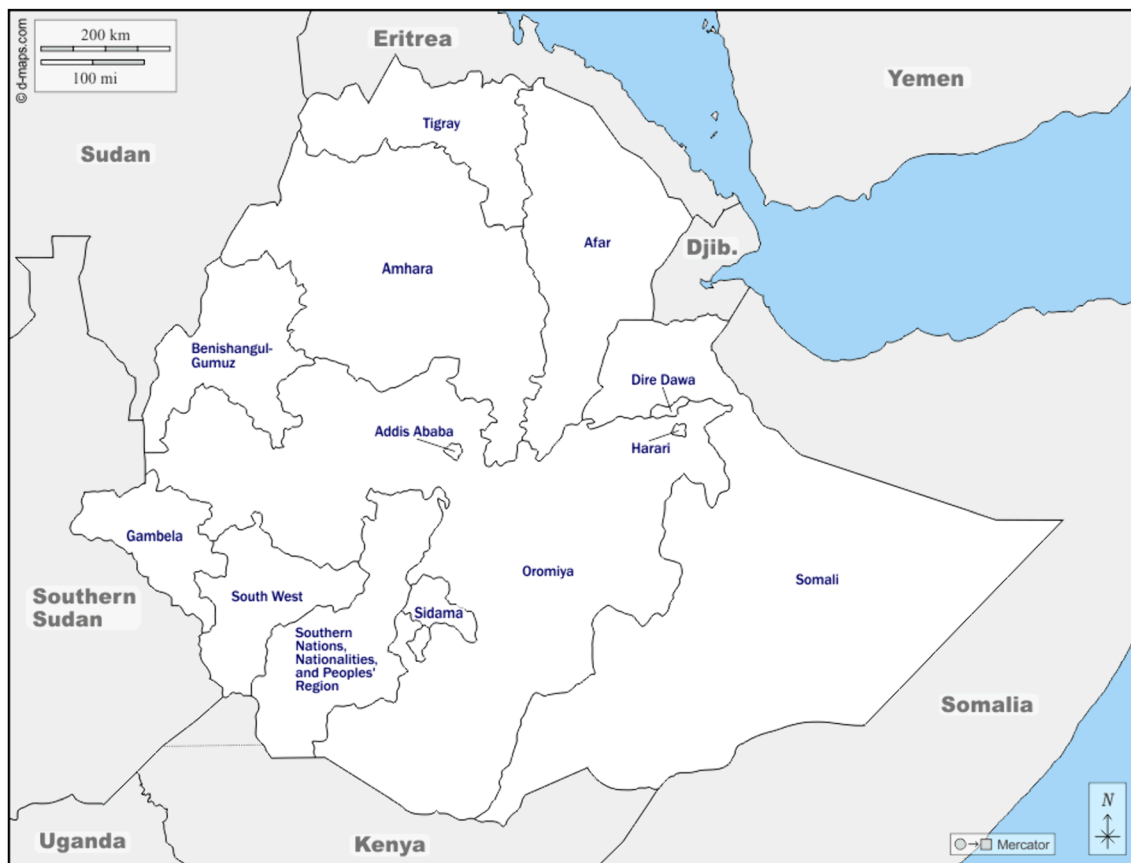 200 km
100 mi
© d-maps.com
Eritrea
Yemen
Tigray
Sudan
Afar
Djib.
Amhara
Benishangul-
Gumuz
Dire Dawa
Addis Ababa
Harari
Gambela
Oromiya
Somali
South West
Southern
Sudan
Sidama
Southern
Nations,
Nationalities,
and Peoples'
Region
Somalia
N
Uganda
Kenya
Mercator